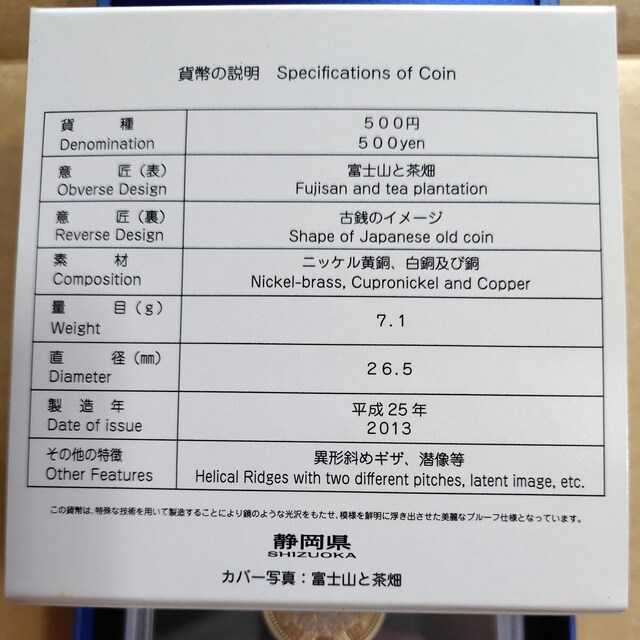 貨幣の説明 Specifications of Coin
貨 種
Denomination
５００円
５００yen
意 匠（表）
Obverse Design
富士山と茶畑
Fujisan and tea plantation
意 匠（裏）
Reverse Design
古銭のイメージ
Shape of Japanese old coin
素 材
Composition
ニッケル黄銅、白銅及び銅
Nickel-brass, Cupronickel and Copper
量 目（g）
Weight
7.1
直 径（㎜）
Diameter
26.5
製 造 年
Date of issue
平成25年
2013
その他の特徴
Other Features
異形斜めギザ、潜像等
Helical Ridges with two different pitches, latent image, etc.
この貨幣は、特殊な技術を用いて製造することにより鏡のような光沢をもたせ、模様を鮮明に浮き出させた美麗なプルーフ仕様となっています。
静岡県
SHIZUOKA
カバー写真：富士山と茶畑